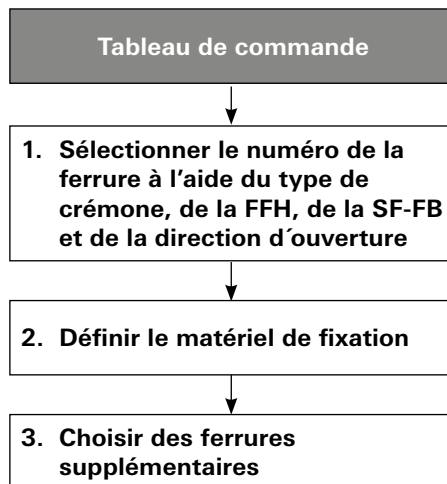 Tableau de commande
1. Sélectionner le numéro de la
ferrure à l’aide du type de
crémone, de la FFH, de la SF-FB
et de la direction d´ouverture
2. Définir le matériel de fixation
3. Choisir des ferrures
supplémentaires